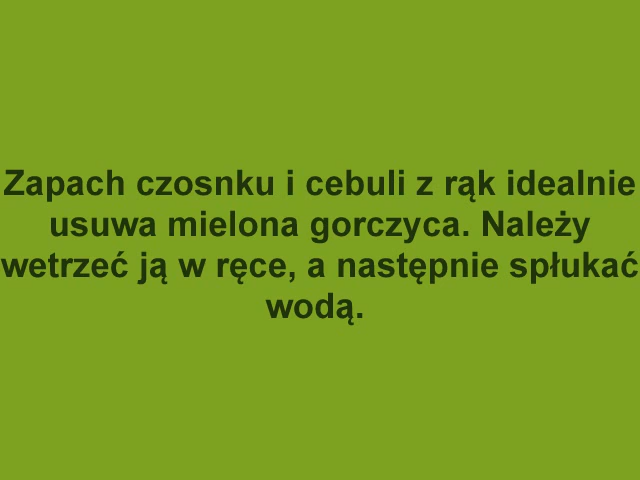 Zapach czosnku i cebuli z rąk idealnie
usuwa mielona gorczyca. Należy
wetrzeć ją w ręce, a następnie spłukać
wodą.